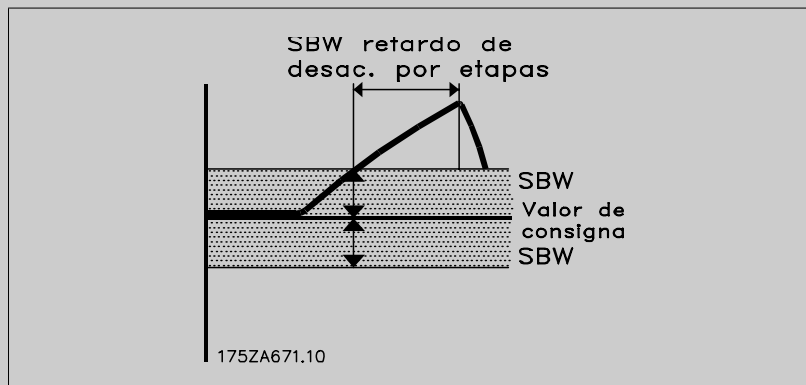 SBW retardo de
desac. por etapas
SBW
Valor de
consigna
SBW
175ZA671.10